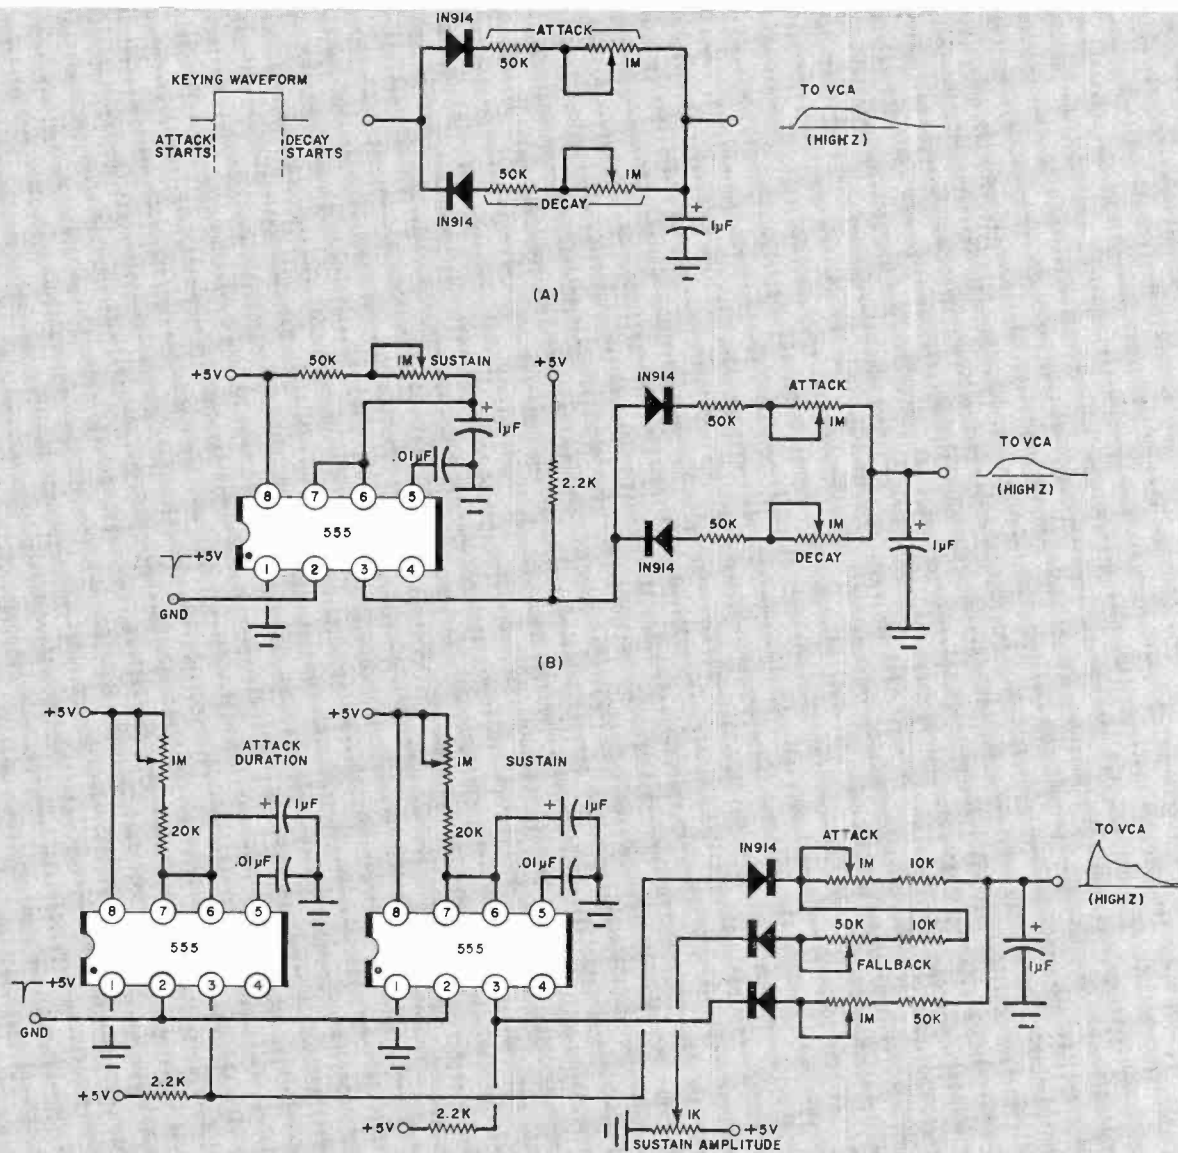 IN914
ATTACK
50K
1M
KEYING WAVEFORM
ATTACK
STARTS
DECAY
STARTS
TO VCA
(HIGH Z)
50K
1M
DECAY
IN914
+
1µF
(A)
+5V
50K
1M SUSTAIN
+
1µF
.01µF
8
7
6
5
555
+5V
1
2
3
4
GND
+5V
2.2K
IN914
ATTACK
50K
1M
TO VCA
(HIGH Z)
50K
1M
DECAY
IN914
+
1µF
(B)
+5V
1M
ATTACK
DURATION
20K
+
1µF
.01µF
8
7
6
5
555
+5V
1
2
3
4
GND
+5V
2.2K
+5V
1M
SUSTAIN
20K
+
1µF
.01µF
8
7
6
5
555
1
2
3
4
+5V
2.2K
IN914
ATTACK
1M
10K
50K
10K
FALLBACK
1M
50K
TO VCA
(HIGH Z)
+
1µF
1K
+5V
SUSTAIN AMPLITUDE